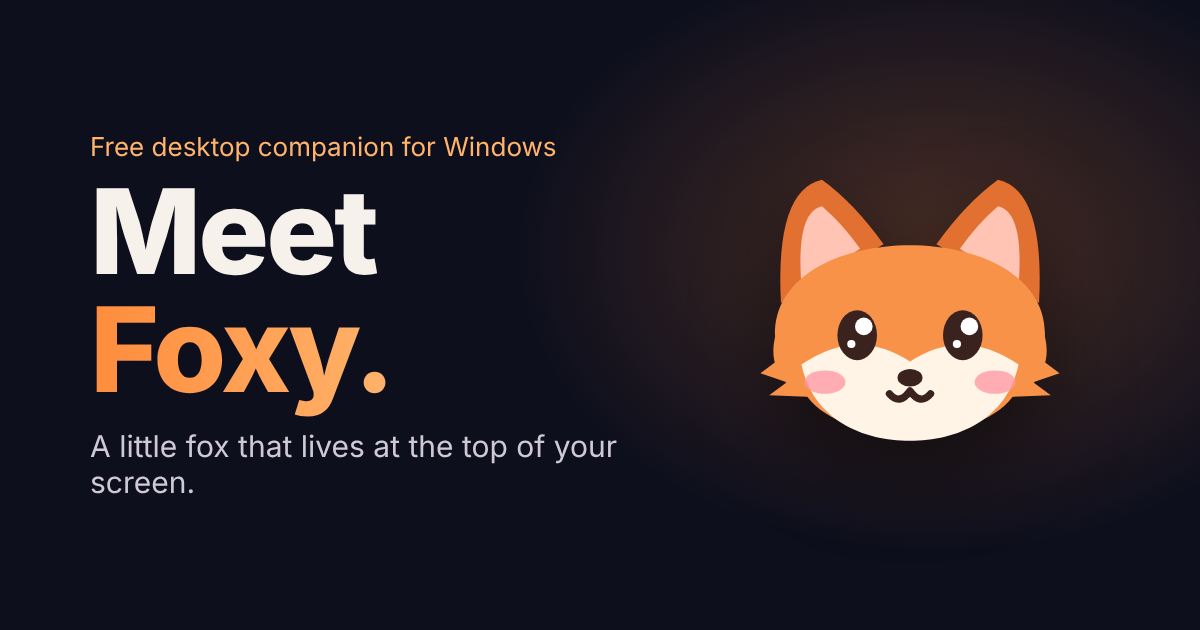 Free desktop companion for Windows
Meet
Foxy.
A little fox that lives at the top of your
screen.